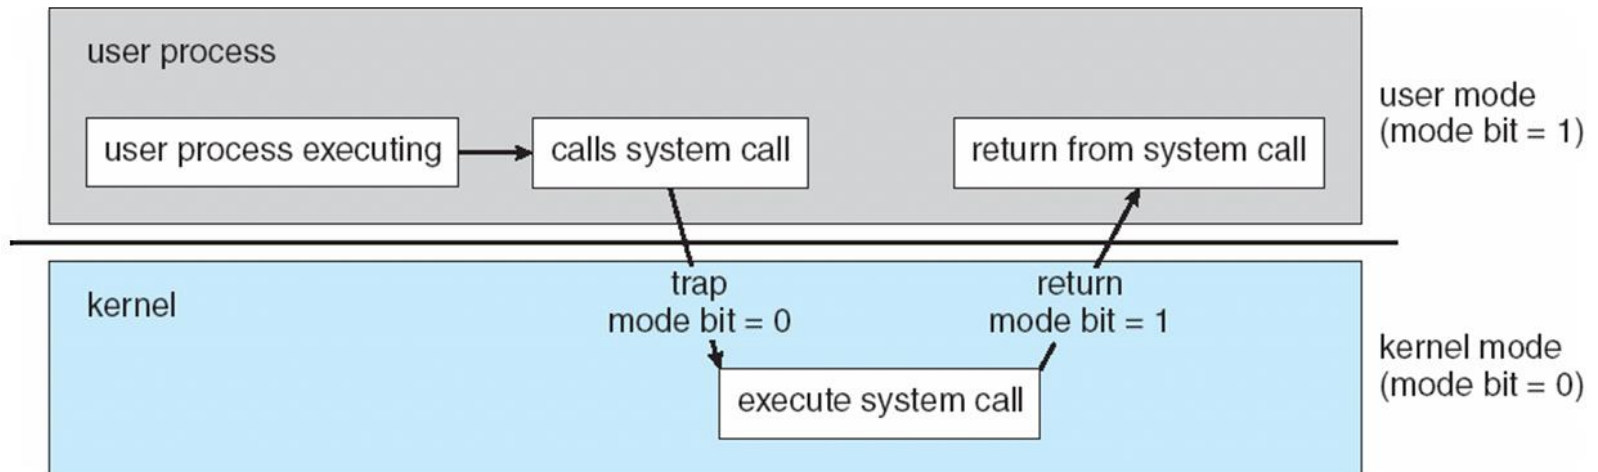 user process
user process executing
calls system call
return from system call
user mode
(mode bit = 1)
kernel
trap
mode bit = 0
return
mode bit = 1
execute system call
kernel mode
(mode bit = 0)